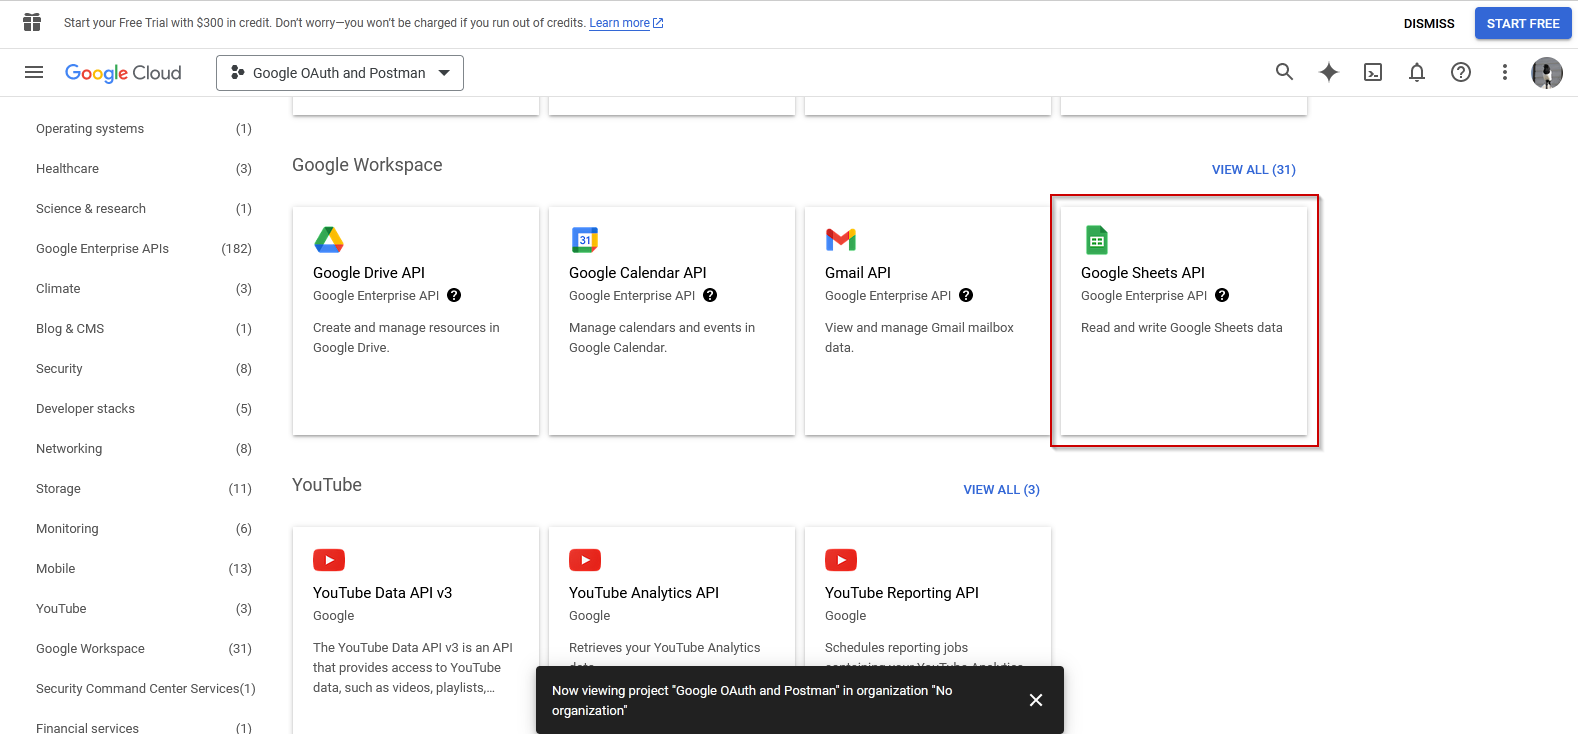 Start your Free Trial with $300 in credit. Don't worry—you won't be charged if you run out of credits. Learn more
DISMISS
START FREE
Google Cloud
Google OAuth and Postman
Operating systems (1)
Healthcare (3)
Science & research (1)
Google Enterprise APIs (182)
Climate (3)
Blog & CMS (1)
Security (8)
Developer stacks (5)
Networking (8)
Storage (11)
Monitoring (6)
Mobile (13)
YouTube (3)
Google Workspace (31)
Security Command Center Services(1)
Financial services (1)
Google Workspace
VIEW ALL (31)
Google Drive API
Google Enterprise API
Create and manage resources in
Google Drive.
31
Google Calendar API
Google Enterprise API
Manage calendars and events in
Google Calendar.
Gmail API
Google Enterprise API
View and manage Gmail mailbox
data.
Google Sheets API
Google Enterprise API
Read and write Google Sheets data
YouTube
VIEW ALL (3)
YouTube Data API v3
Google
The YouTube Data API v3 is an API
that provides access to YouTube
data, such as videos, playlists,...
YouTube Analytics API
Google
Retrieves your YouTube Analytics
data.
YouTube Reporting API
Google
Schedules reporting jobs
containing your YouTube Analytics
Now viewing project "Google OAuth and Postman" in organization "No
organization"